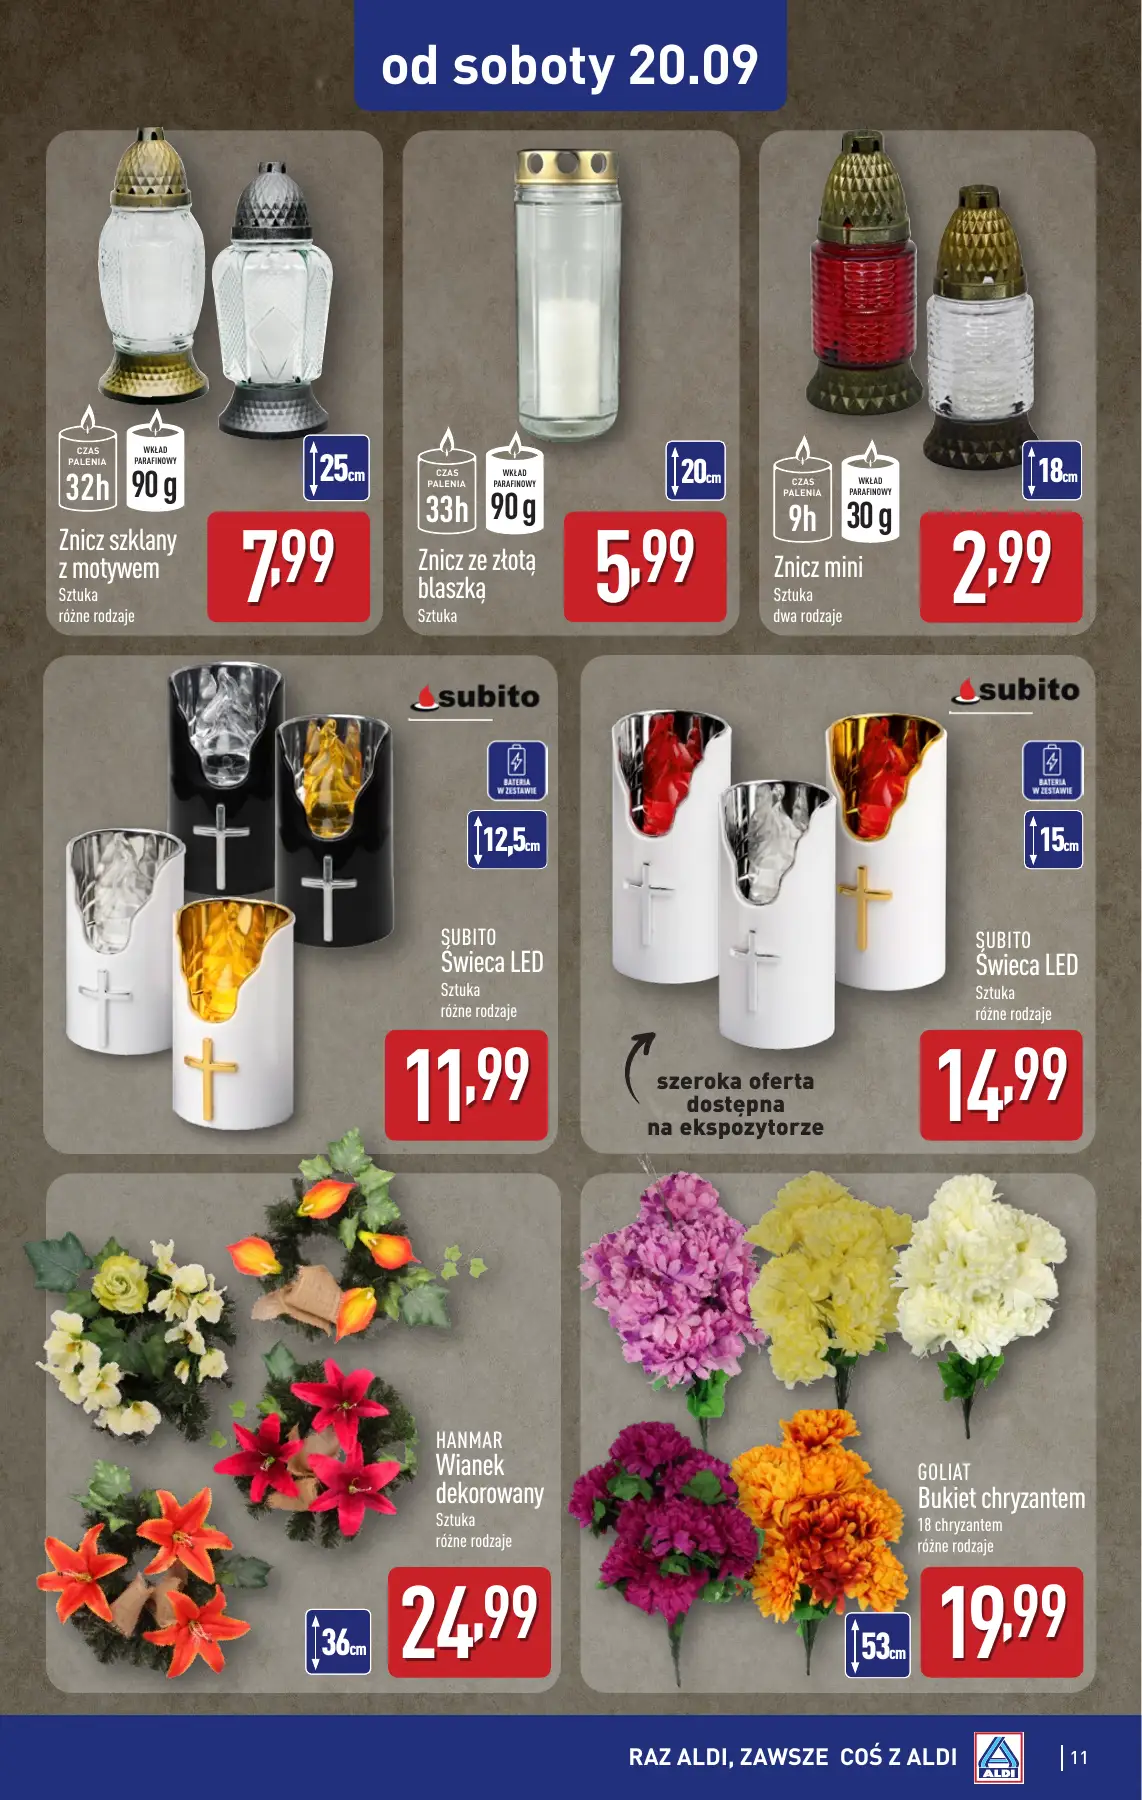 od soboty 20.09
CZAS
PALENIA
32h
WKŁAD
PARAFINOWY
90 g
25cm
Znicz szklany
z motywem
Sztuka
różne rodzaje
7,99
CZAS
PALENIA
33h
WKŁAD
PARAFINOWY
90 g
20cm
Znicz ze złotą
blaszką
Sztuka
5,99
CZAS
PALENIA
9h
WKŁAD
PARAFINOWY
30 g
18cm
Znicz mini
Sztuka
dwa rodzaje
2,99
subito
BATERIA
W ZESTAWIE
12,5cm
SUBITO
Świeca LED
Sztuka
różne rodzaje
11,99
subito
BATERIA
W ZESTAWIE
15cm
SUBITO
Świeca LED
Sztuka
różne rodzaje
szeroka oferta
dostępna
na ekspozytorze
14,99
HANMAR
Wianek
dekorowany
Sztuka
różne rodzaje
36cm
24,99
GOLIAT
Bukiet chryzantem
18 chryzantem
różne rodzaje
53cm
19,99
RAZ ALDI, ZAWSZE COŚ Z ALDI
ALDI
11